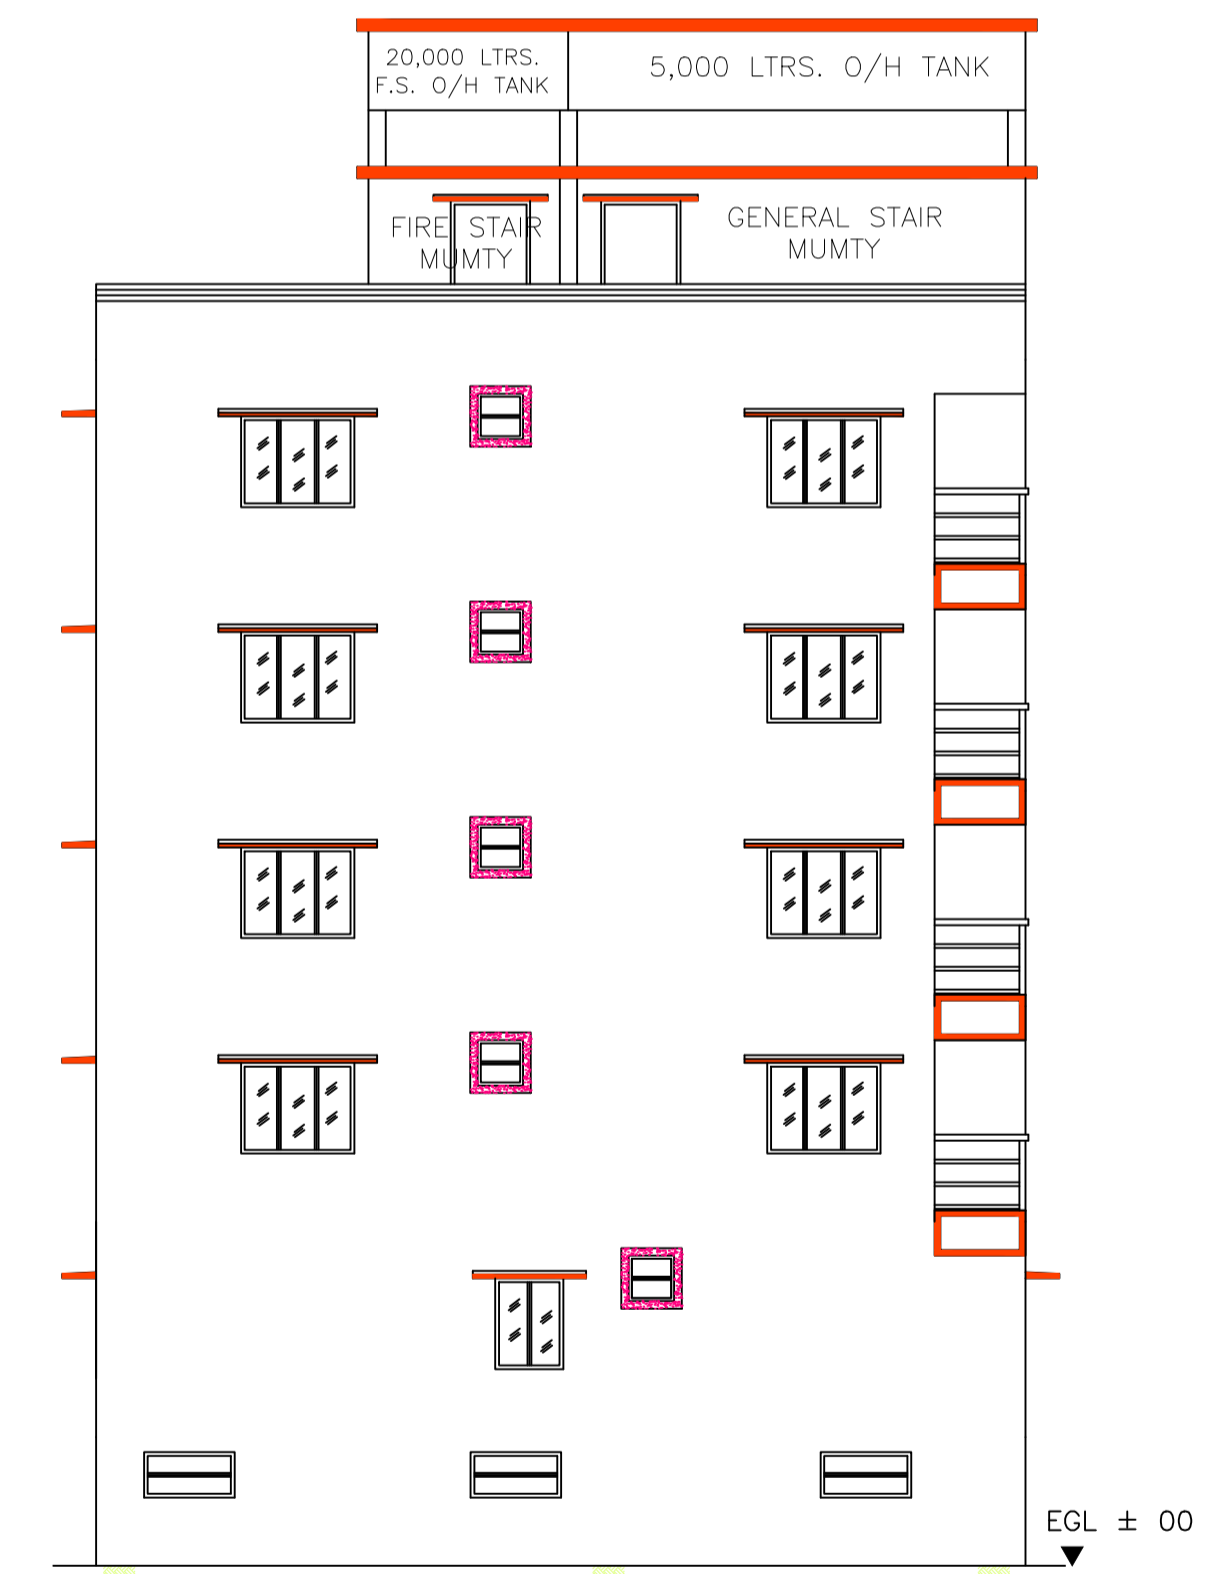 20,000 LTRS.
F.S. O/H TANK
5,000 LTRS. O/H TANK
FIRE STAIR
MUMTY
GENERAL STAIR
MUMTY
EGL ± 00